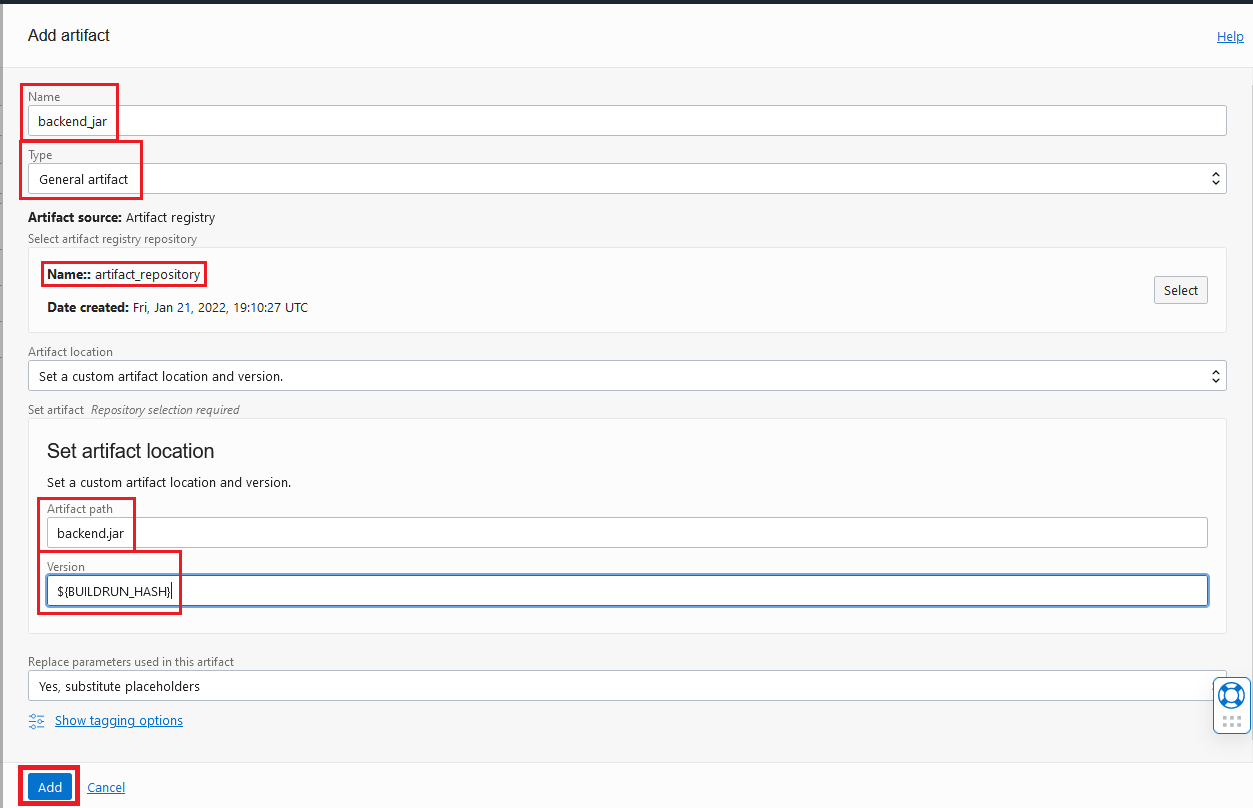 Add artifact
Help
Name
backend_jar
Type
General artifact
Artifact source: Artifact registry
Select artifact registry repository
Name:: artifact_repository
Date created: Fri, Jan 21, 2022, 19:10:27 UTC
Select
Artifact location
Set a custom artifact location and version.
Set artifact Repository selection required
Set artifact location
Set a custom artifact location and version.
Artifact path
backend.jar
Version
${BUILDRUN_HASH}
Replace parameters used in this artifact
Yes, substitute placeholders
Show tagging options
Add
Cancel